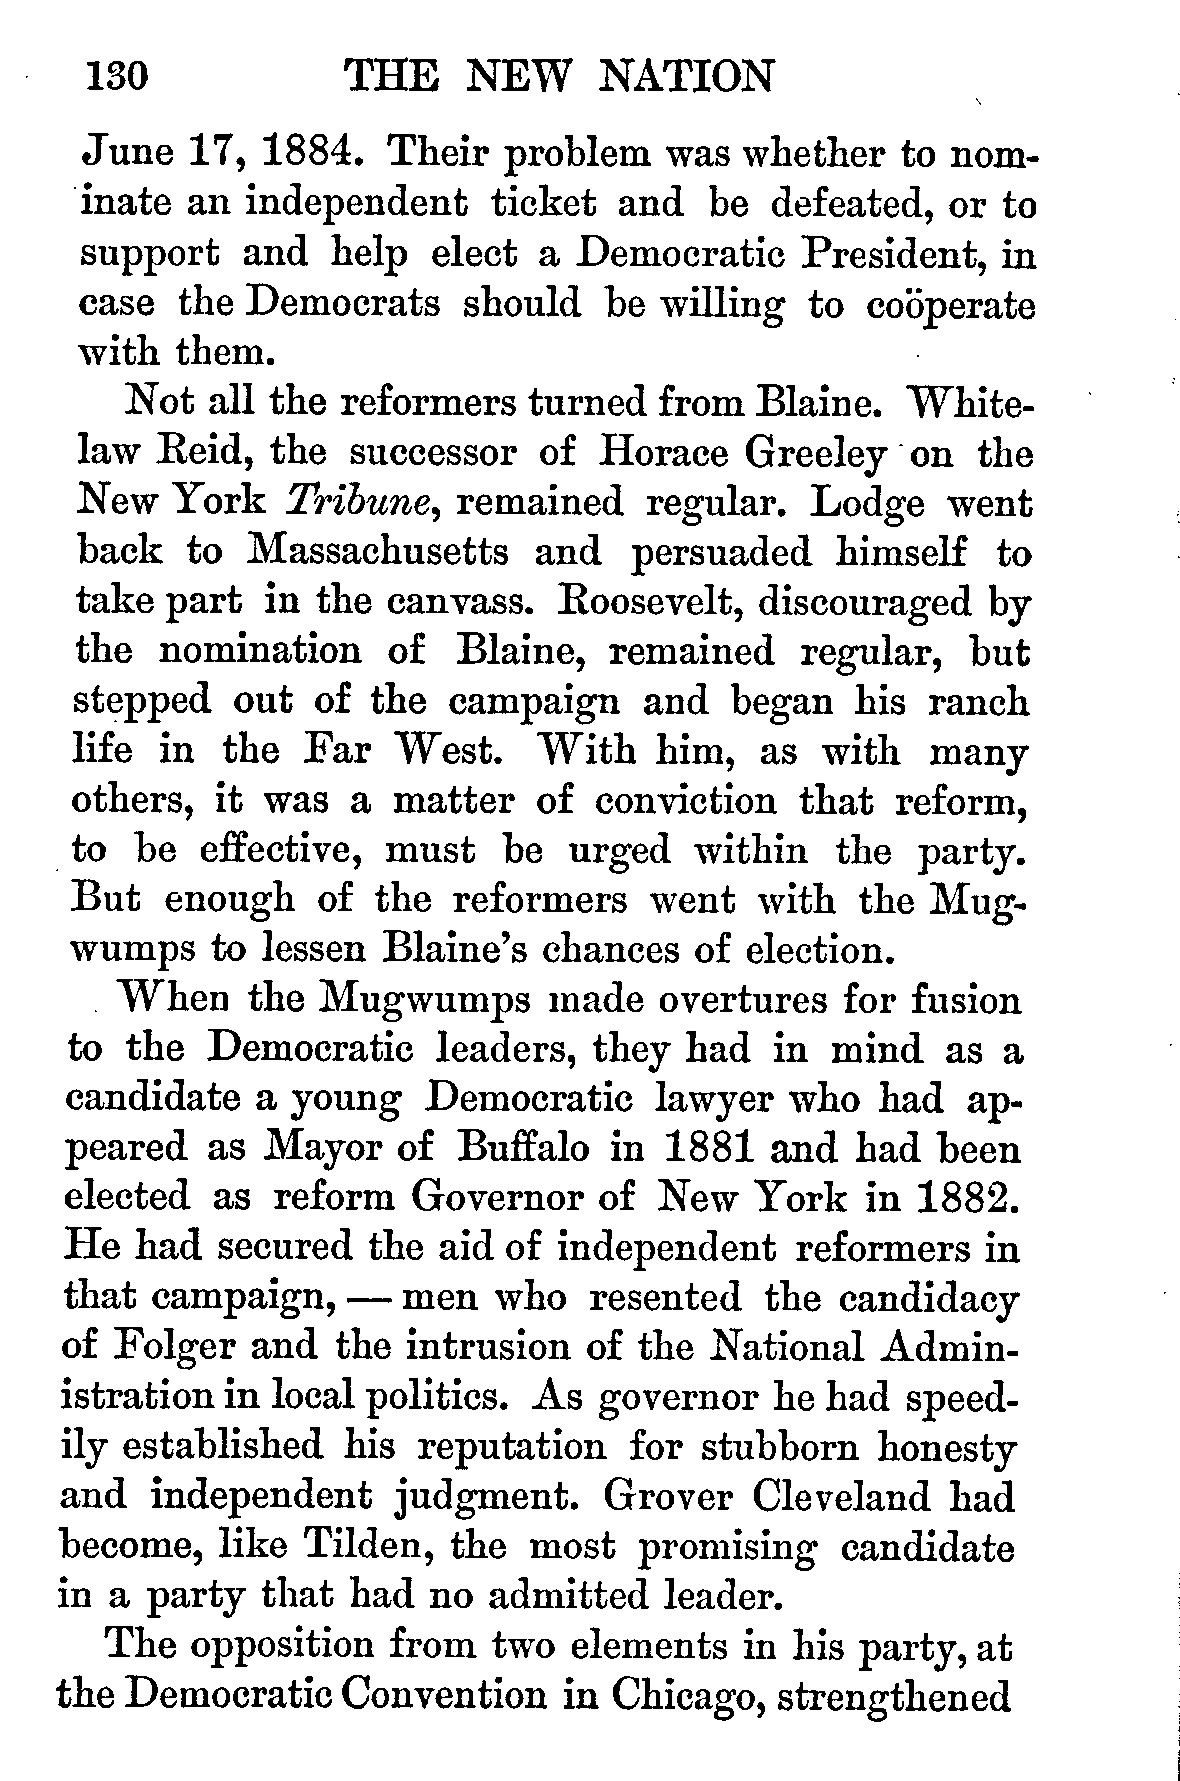 130 THE NEW NATION
June 17, 1884. Their problem was whether to nom-
inate an independent ticket and be defeated, or to
support and help elect a Democratic President, in
case the Democrats should be willing to coöperate
with them.
Not all the reformers turned from Blaine. White-
law Reid, the successor of Horace Greeley on the
New York Tribune, remained regular. Lodge went
back to Massachusetts and persuaded himself to
take part in the canvass. Roosevelt, discouraged by
the nomination of Blaine, remained regular, but
stepped out of the campaign and began his ranch
life in the Far West. With him, as with many
others, it was a matter of conviction that reform,
to be effective, must be urged within the party.
But enough of the reformers went with the Mug-
wumps to lessen Blaine's chances of election.
When the Mugwumps made overtures for fusion
to the Democratic leaders, they had in mind as a
candidate a young Democratic lawyer who had ap-
peared as Mayor of Buffalo in 1881 and had been
elected as reform Governor of New York in 1882.
He had secured the aid of independent reformers in
that campaign, — men who resented the candidacy
of Folger and the intrusion of the National Admin-
istration in local politics. As governor he had speed-
ily established his reputation for stubborn honesty
and independent judgment. Grover Cleveland had
become, like Tilden, the most promising candidate
in a party that had no admitted leader.
The opposition from two elements in his party, at
the Democratic Convention in Chicago, strengthened